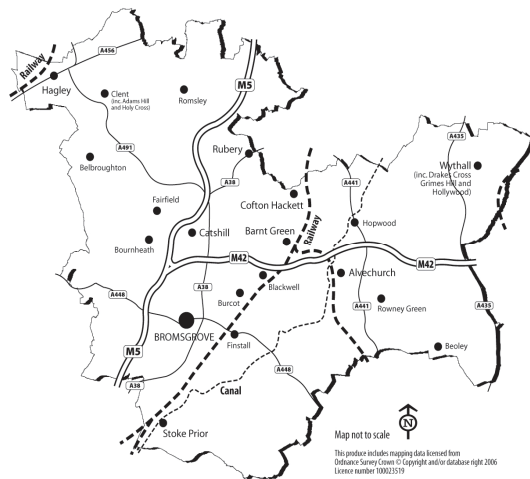 A456
Railway
Hagley
Clent
(inc. Adams Hill
and Holy Cross)
Romsley
M5
A435
A491
Rubery
Wythall
(inc. Drakes Cross
Grimes Hill and
Hollywood)
Belbroughton
A38
A441
Cofton Hackett
Fairfield
Catshill
Barnt Green
Railway
Hopwood
Bournheath
M42
M42
Alvechurch
Blackwell
A38
A448
Burcot
Rowney Green
A441
A435
BROMSGROVE
Finstall
M5
Beoley
A448
A38
Canal
Stoke Prior
N
Map not to scale
This produce includes mapping data licensed from
Ordnance Survey Crown © Copyright and/or database right 2006
Licence number 100023519